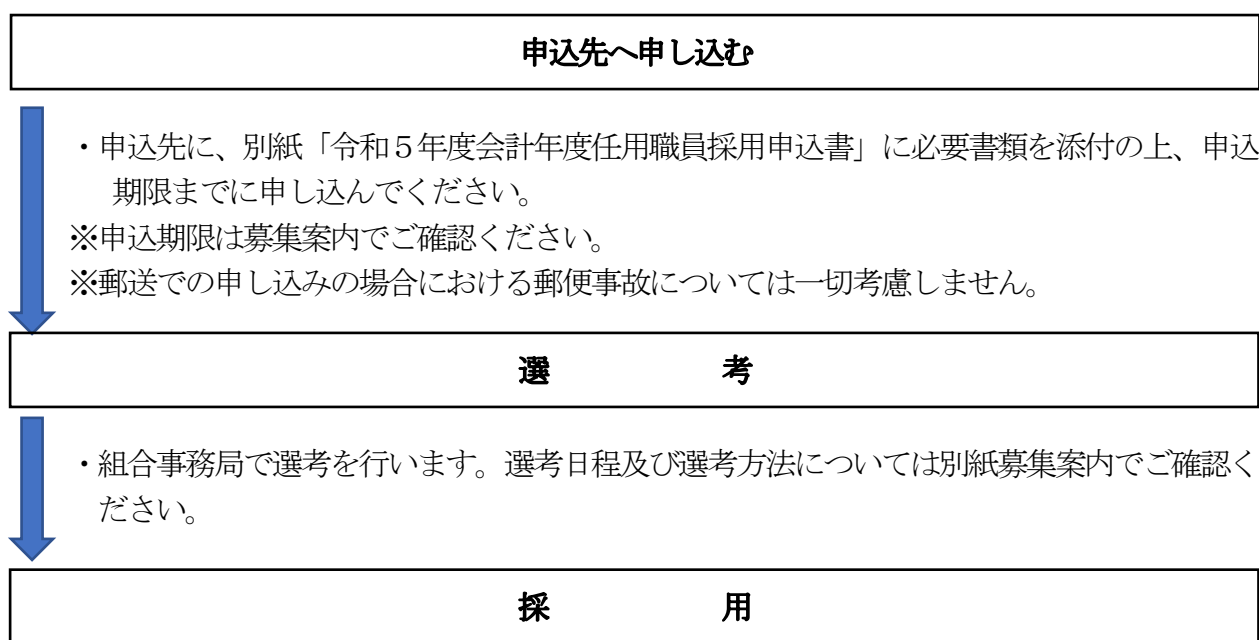 申込先へ申し込む
・申込先に、別紙「令和５年度会計年度任用職員採用申込書」に必要書類を添付の上、申込
期限までに申し込んでください。
※申込期限は募集案内でご確認ください。
※郵送での申し込みの場合における郵便事故については一切考慮しません。
選　　　　　考
・組合事務局で選考を行います。選考日程及び選考方法については別紙募集案内でご確認く
ださい。
採　　　　　用